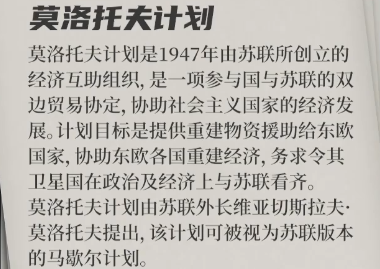 莫洛托夫计划
莫洛托夫计划是1947年由苏联所创立的
经济互助组织,是一项参与国与苏联的双
边贸易协定,协助社会主义国家的经济发
展。计划目标是提供重建物资援助给东欧
国家,协助东欧各国重建经济,务求令其
卫星国在政治及经济上与苏联看齐。
莫洛托夫计划由苏联外长维亚切斯拉夫·
莫洛托夫提出,该计划可被视为苏联版本
的马歇尔计划。